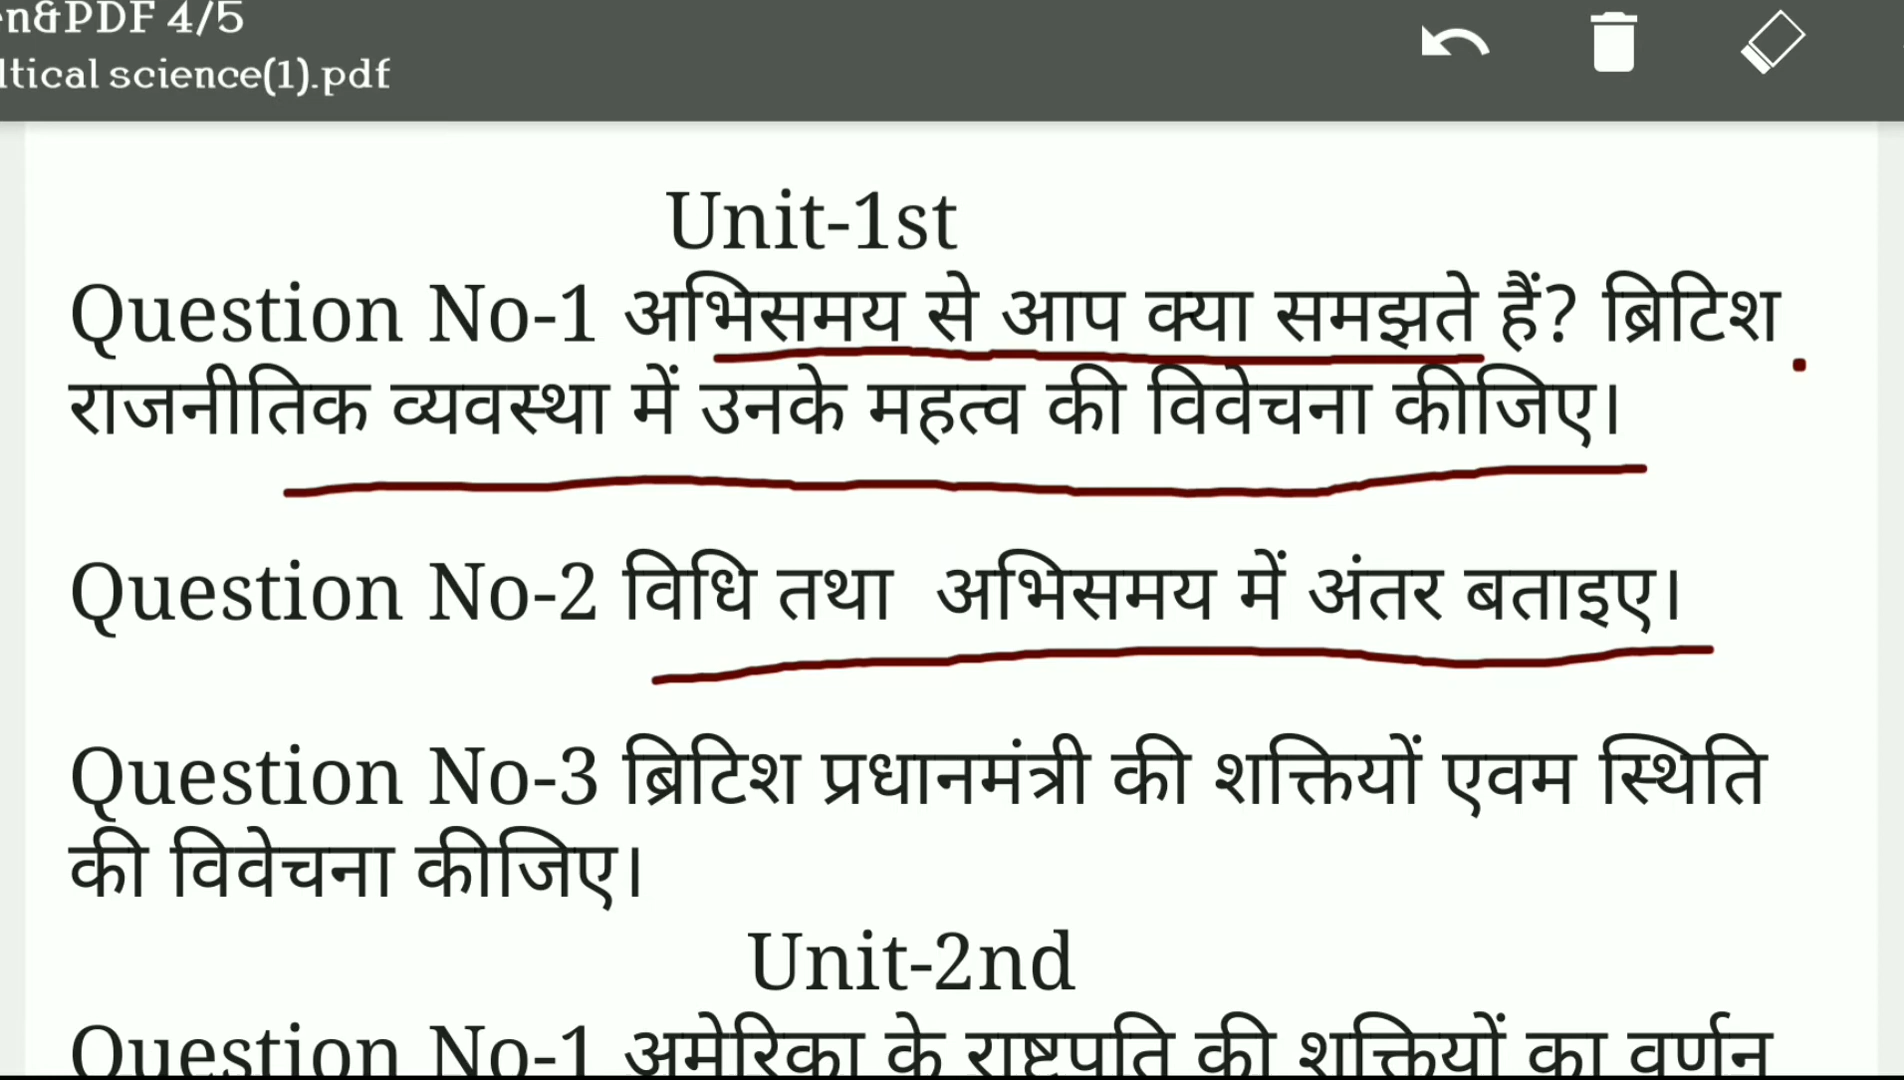 n&PDF 4/5
ltical science(1).pdf
Unit-1st
Question No-1 अभिसमय से आप क्या समझते हैं? ब्रिटिश
राजनीतिक व्यवस्था में उनके महत्व की विवेचना कीजिए।
Question No-2 विधि तथा अभिसमय में अंतर बताइए।
Question No-3 ब्रिटिश प्रधानमंत्री की शक्तियों एवम स्थिति
की विवेचना कीजिए।
Unit-2nd
Question No-1 अमेरिका के राष्ट्रपति की शक्तियों का वर्णन